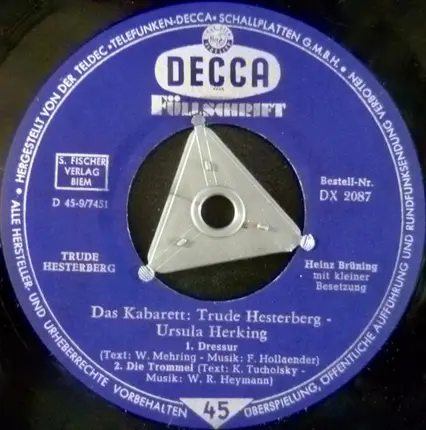 HERGESTELLT VON DER TELDEC • »TELEFUNKEN-DECCA« SCHALLPLATTEN G.M.B.H. •
DECCA
FÜLLSCHRIFT
S. FISCHER
VERLAG
BIEM
D 45-9/7451
Bestell-Nr.
DX 2087
TRUDE
HESTERBERG
Heinz Brüning
mit kleiner
Besetzung
Das Kabarett: Trude Hesterberg -
Ursula Herking
1. Dressur
(Text: W. Mehring - Musik: F. Hollaender)
2. Die Trommel (Text: K. Tucholsky -
Musik: W. R. Heymann)
45
ALLE HERSTELLER- UND URHEBERRECHTE VORBEHALTEN
ÜBERSPIELUNG, ÖFFENTLICHE AUFFÜHRUNG UND RUNDFUNKSENDUNG VERBOTEN •